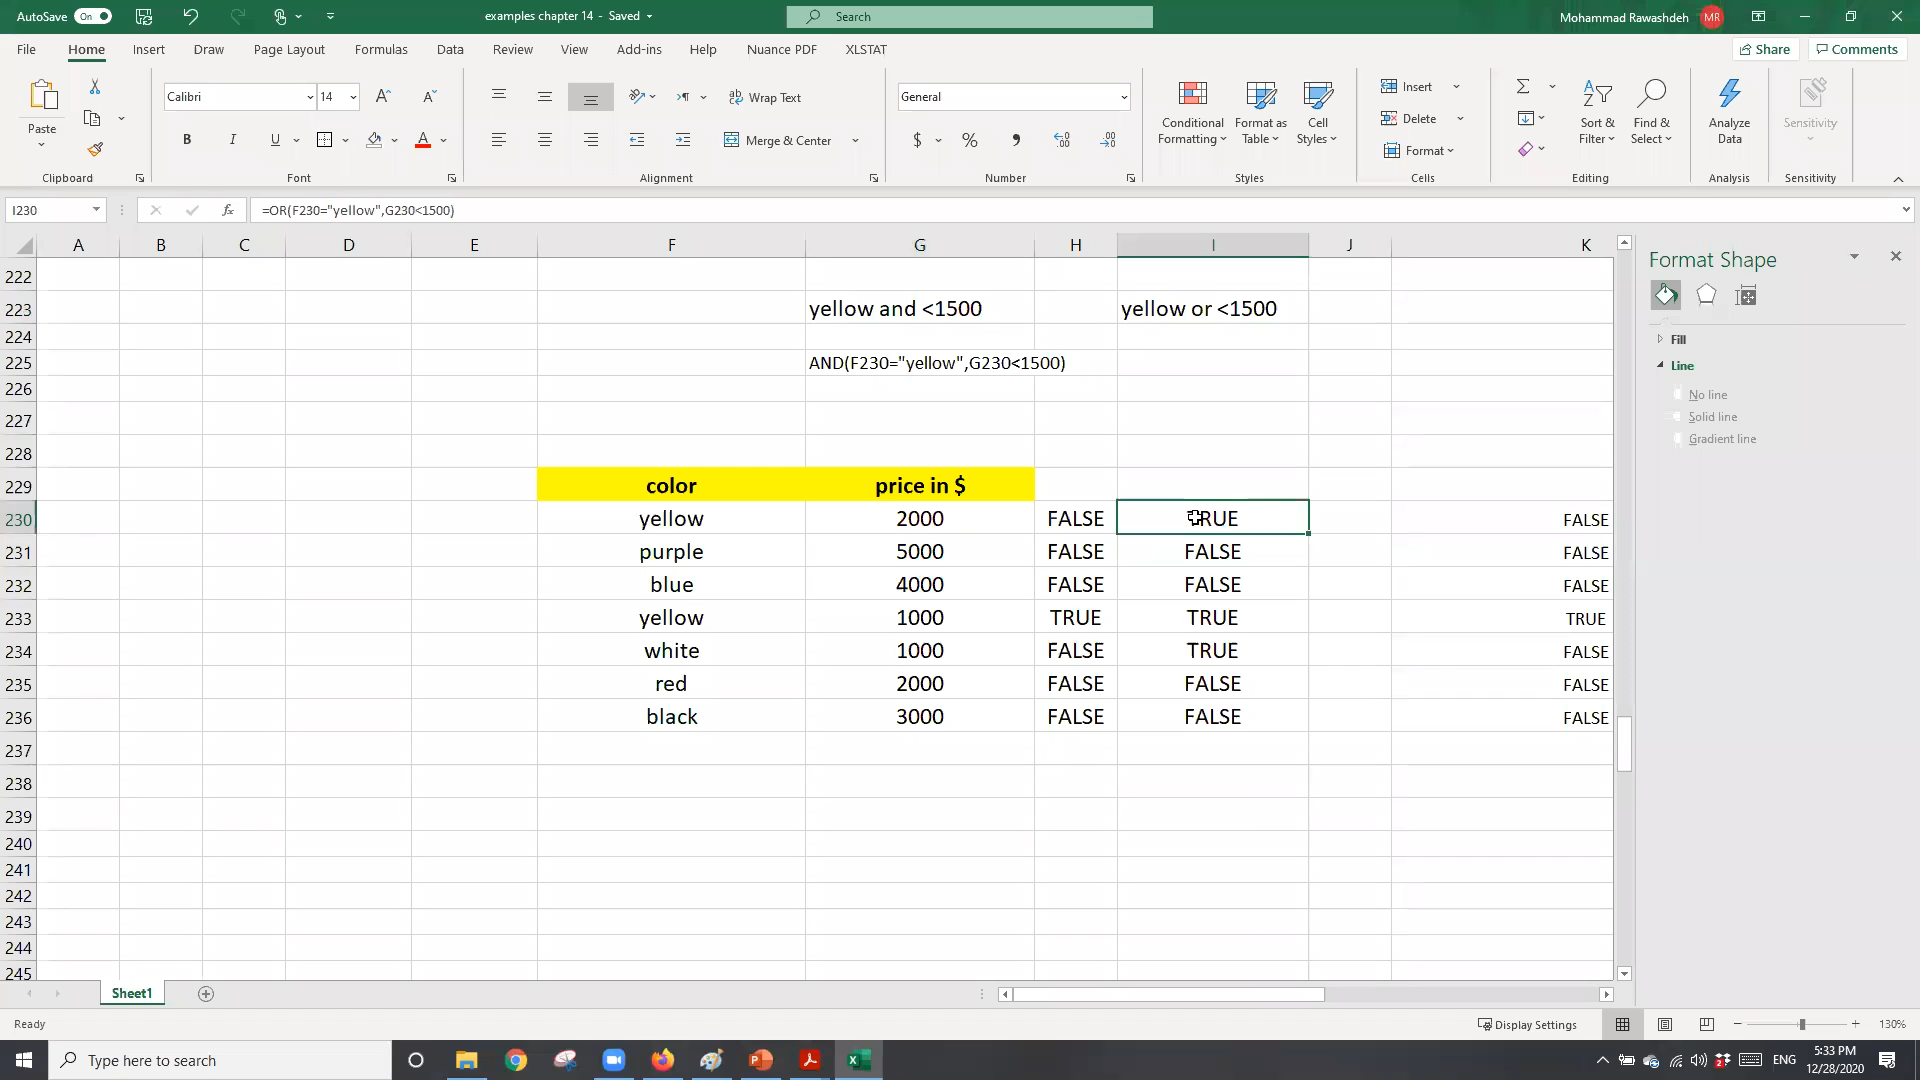 AutoSave On examples chapter 14 - Saved Search Mohammad Rawashdeh MR
File Home Insert Draw Page Layout Formulas Data Review View Add-ins Help Nuance PDF XLSTAT Share Comments
Paste Calibri 14 Wrap Text General Conditional Formatting Format as Table Cell Styles Insert Sort & Filter Find & Select Analyze Data Sensitivity
B I U Merge & Center $ % Delete
Format
Clipboard Font Alignment Number Styles Cells Editing Analysis Sensitivity
I230 fx =OR(F230="yellow",G230<1500)
A B C D E F G H I J K
Format Shape
222
223 yellow and <1500 yellow or <1500
224
225 AND(F230="yellow",G230<1500)
226
227
228
229 color price in $
230 yellow 2000 FALSE TRUE FALSE
231 purple 5000 FALSE FALSE FALSE
232 blue 4000 FALSE FALSE FALSE
233 yellow 1000 TRUE TRUE TRUE
234 white 1000 FALSE TRUE FALSE
235 red 2000 FALSE FALSE FALSE
236 black 3000 FALSE FALSE FALSE
237
238
239
240
241
242
243
244
245
Fill
Line
No line
Solid line
Gradient line
Sheet1
Ready Display Settings 130%
Type here to search ENG 5:33 PM
12/28/2020